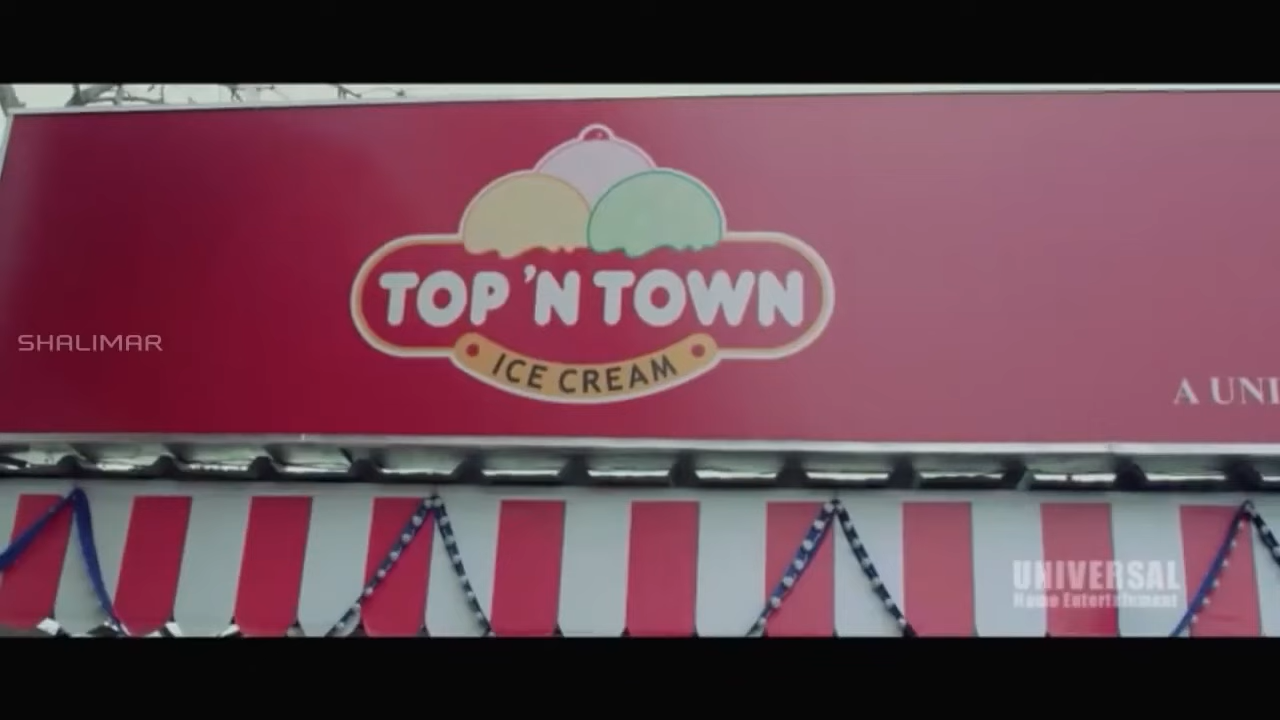 TOP 'N TOWN
ICE CREAM
SHALIMAR
A UNI
UNIVERSAL
Home Entertainment